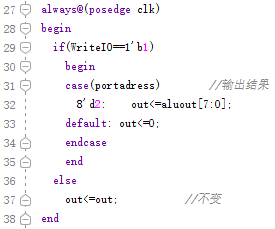 27 always@(posedge clk)
28 begin
29 if(WriteIO==1'b1)
30 begin
31 case(portadress) //输出结果
32 8'd2: out<=aluout[7:0];
33 default: out<=0;
34 endcase
35 end
36 else
37 out<=out; //不变
38 end